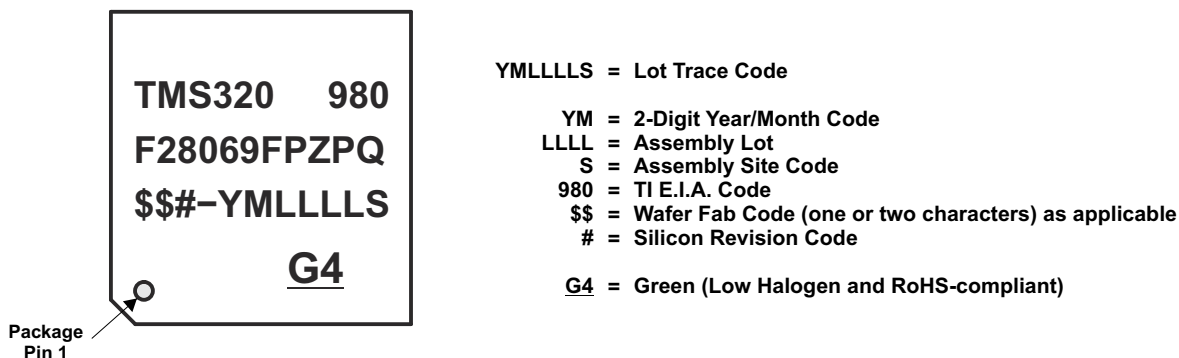 TMS320 980
F28069FPZPQ
$$#−YMLLLLS
G4
Package
Pin 1
YMLLLLS = Lot Trace Code
YM = 2-Digit Year/Month Code
LLLL = Assembly Lot
S = Assembly Site Code
980 = TI E.I.A. Code
$$ = Wafer Fab Code (one or two characters) as applicable
# = Silicon Revision Code
G4 = Green (Low Halogen and RoHS-compliant)